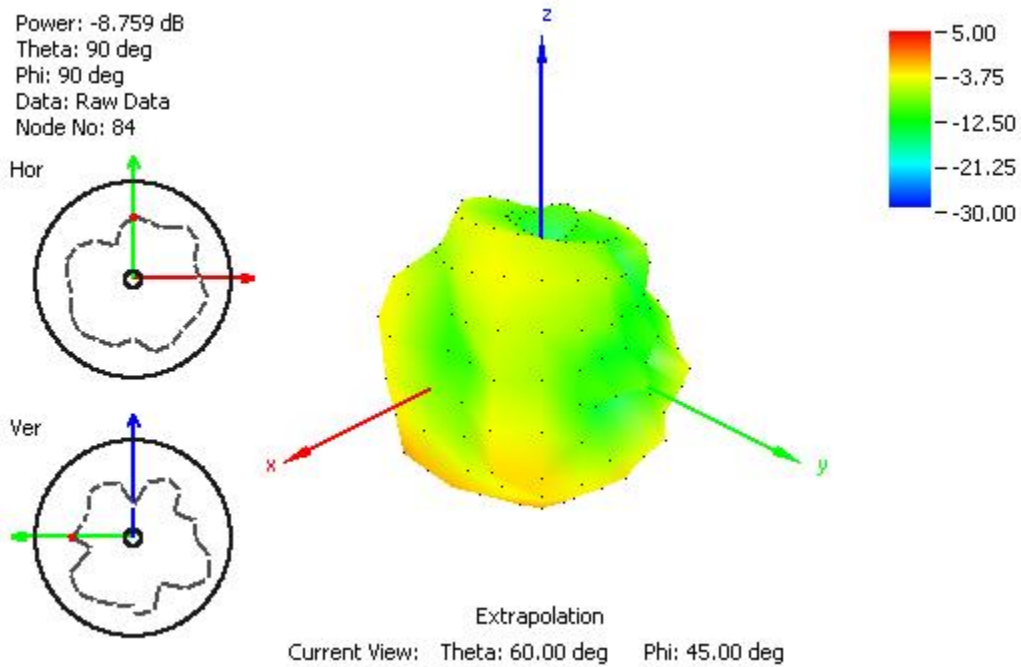 Power: -8.759 dB
Theta: 90 deg
Phi: 90 deg
Data: Raw Data
Node No: 84
Hor
Ver
z
x
y
5.00
-3.75
-12.50
-21.25
-30.00
Extrapolation
Current View: Theta: 60.00 deg Phi: 45.00 deg